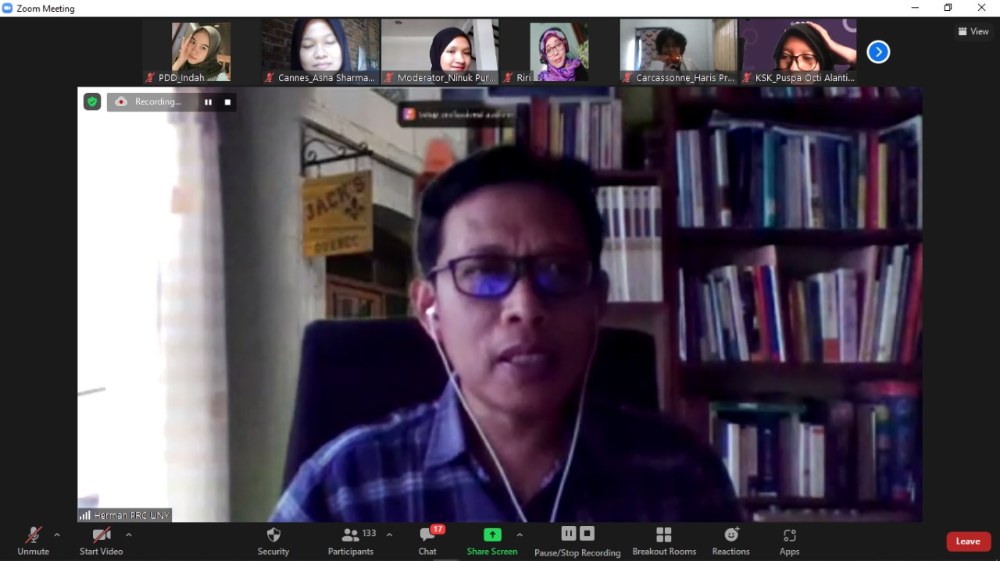 Zoom Meeting
View
PDD_Indah
Cannes_Asha Sharma...
Moderator_Ninuk Pur...
Riri
Carcassonne_Haris Pr...
KSK_Puspa Octi Alanti...
Recording...
JACK'S
QUEBEC
Herman PRC UNY
133
17
Unmute
Start Video
Security
Participants
Chat
Share Screen
Pause/Stop Recording
Breakout Rooms
Reactions
Apps
Leave